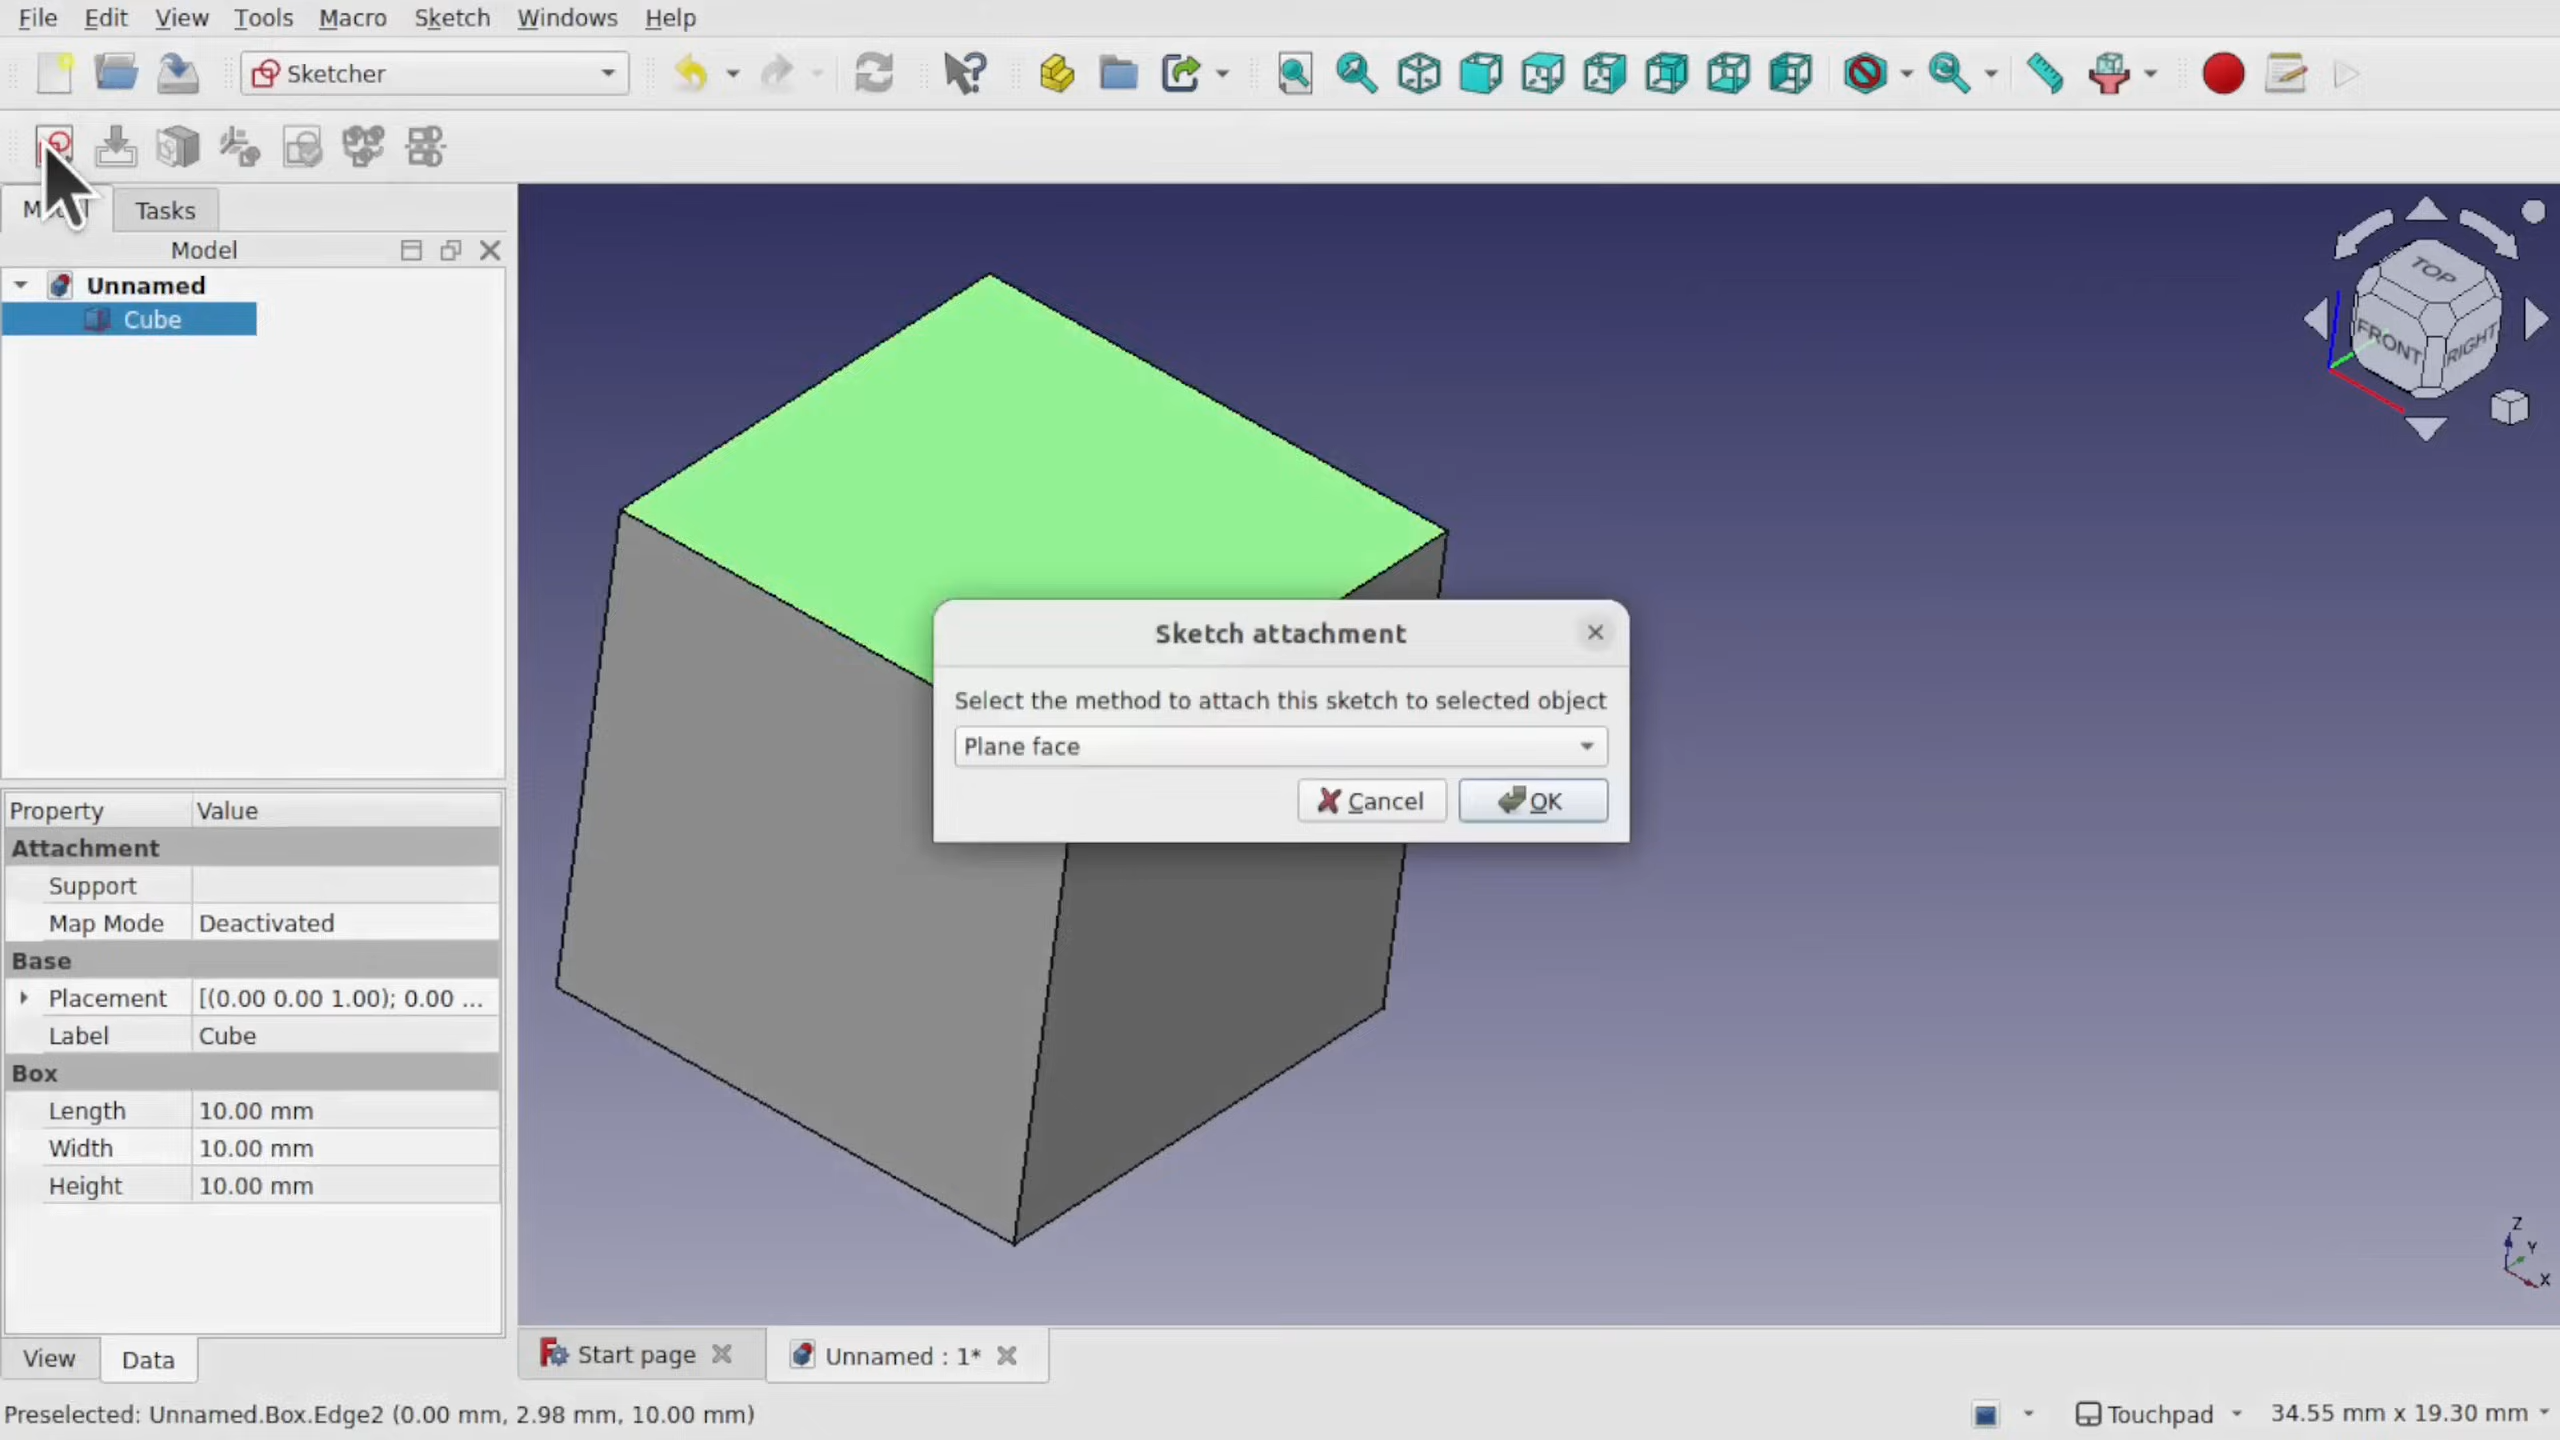 File Edit View Tools Macro Sketch Windows Help
Sketcher
Tasks
Model
Unnamed
Cube
TOP
FRONT
RIGHT
Sketch attachment
Select the method to attach this sketch to selected object
Plane face
Cancel
OK
Property Value
Attachment
Support
Map Mode Deactivated
Base
Placement [(0.00 0.00 1.00); 0.00 ...
Label Cube
Box
Length 10.00 mm
Width 10.00 mm
Height 10.00 mm
Z
Y
X
View Data
Start page
Unnamed : 1*
Preselected: Unnamed.Box.Edge2 (0.00 mm, 2.98 mm, 10.00 mm)
Touchpad
34.55 mm x 19.30 mm